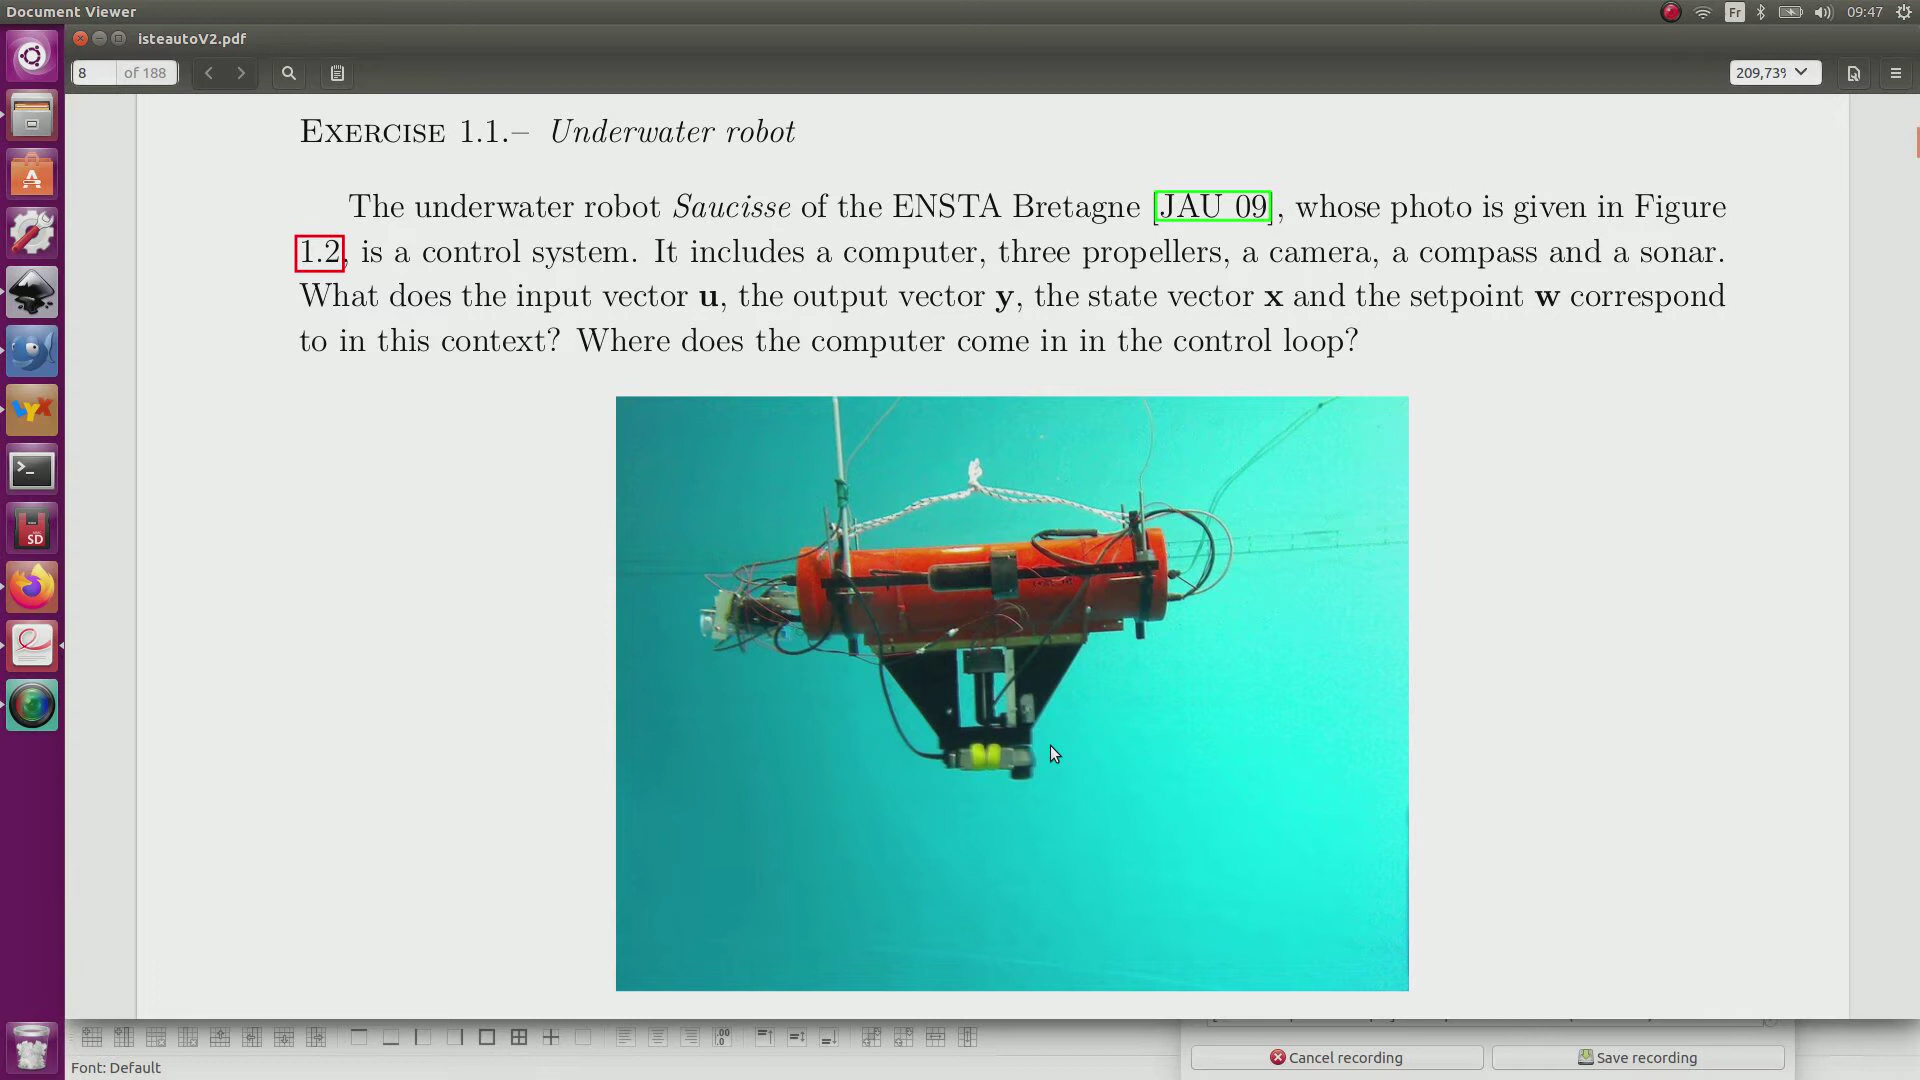 Document Viewer
Fr
09:47
isteautoV2.pdf
8 of 188
209,73%
EXERCISE 1.1.– Underwater robot
The underwater robot Saucisse of the ENSTA Bretagne [JAU 09], whose photo is given in Figure
1.2, is a control system. It includes a computer, three propellers, a camera, a compass and a sonar.
What does the input vector u, the output vector y, the state vector x and the setpoint w correspond
to in this context? Where does the computer come in in the control loop?
LYX
SD
.00
.0
Cancel recording
Save recording
Font: Default